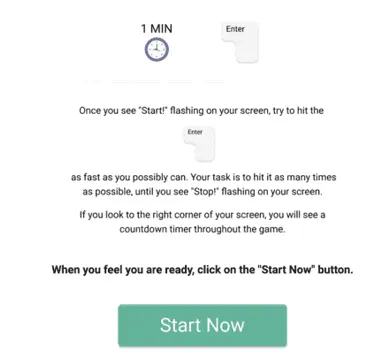 1 MIN
Enter
Once you see "Start!" flashing on your screen, try to hit the
Enter
as fast as you possibly can. Your task is to hit it as many times
as possible, until you see "Stop!" flashing on your screen.
If you look to the right corner of your screen, you will see a
countdown timer throughout the game.
When you feel you are ready, click on the "Start Now" button.
Start Now